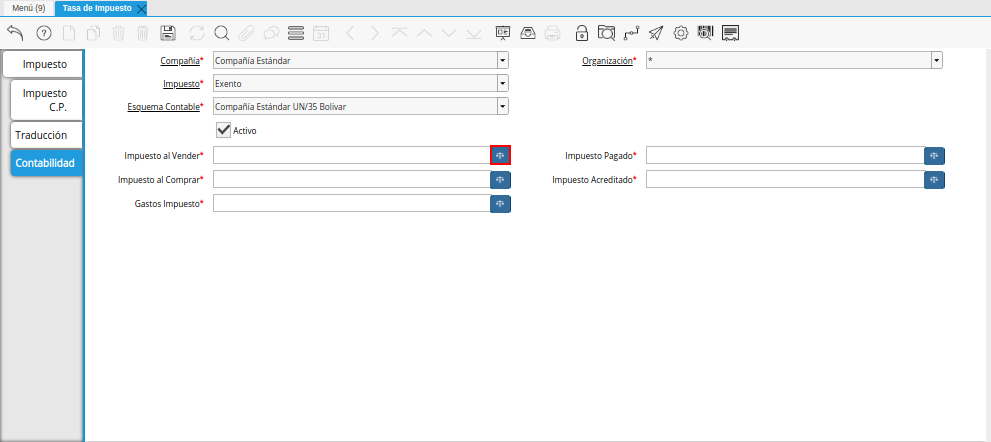 Menú (9)
Tasa de Impuesto
Impuesto
Impuesto
C.P.
Traducción
Contabilidad
Compañía* Compañía Estándar Organización* *
Impuesto* Exento
Esquema Contable* Compañía Estándar UN/35 Bolivar
Activo
Impuesto al Vender* Impuesto Pagado*
Impuesto al Comprar* Impuesto Acreditado*
Gastos Impuesto*